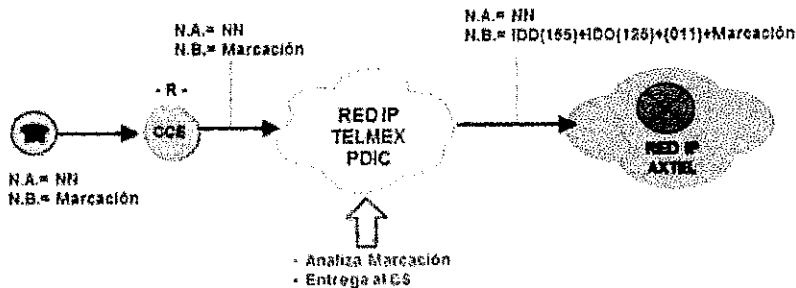 N.A.= NN
N.B.= Marcación
N.A.= NN
N.B.= IDD(155)+IDO(125)+(011)+Marcación
- R -
CCE
RED IP
TELMEX
PDIC
RED IP
AXTEL
N.A.= NN
N.B.= Marcación
- Analiza Marcación
- Entrega al CS